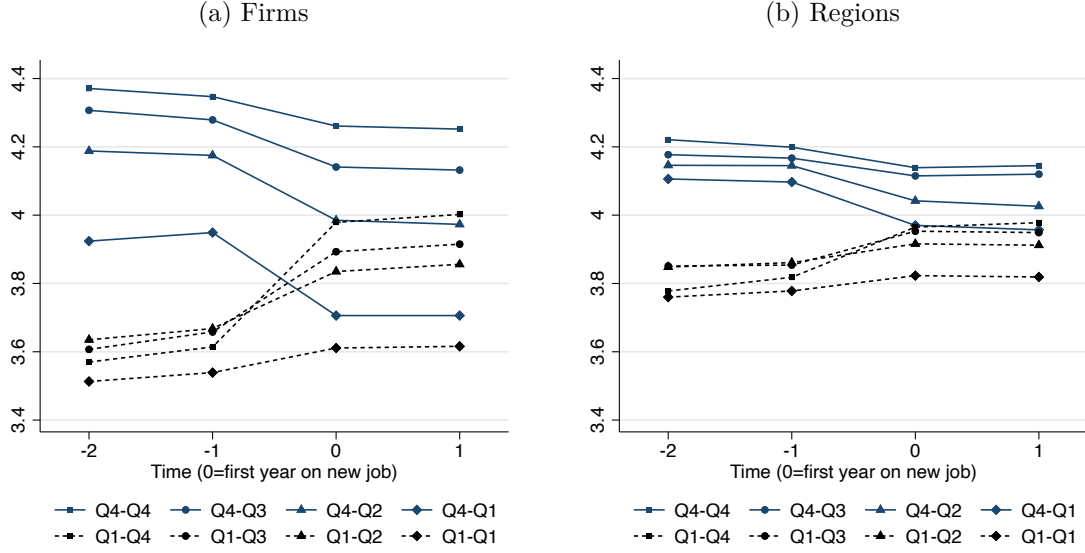 (a) Firms
4.4
4.2
4
3.8
3.6
3.4
-2 -1 0 1
Time (0=first year on new job)
Q4-Q4 Q4-Q3 Q4-Q2 Q4-Q1
Q1-Q4 Q1-Q3 Q1-Q2 Q1-Q1
(b) Regions
4.4
4.2
4
3.8
3.6
3.4
-2 -1 0 1
Time (0=first year on new job)
Q4-Q4 Q4-Q3 Q4-Q2 Q4-Q1
Q1-Q4 Q1-Q3 Q1-Q2 Q1-Q1